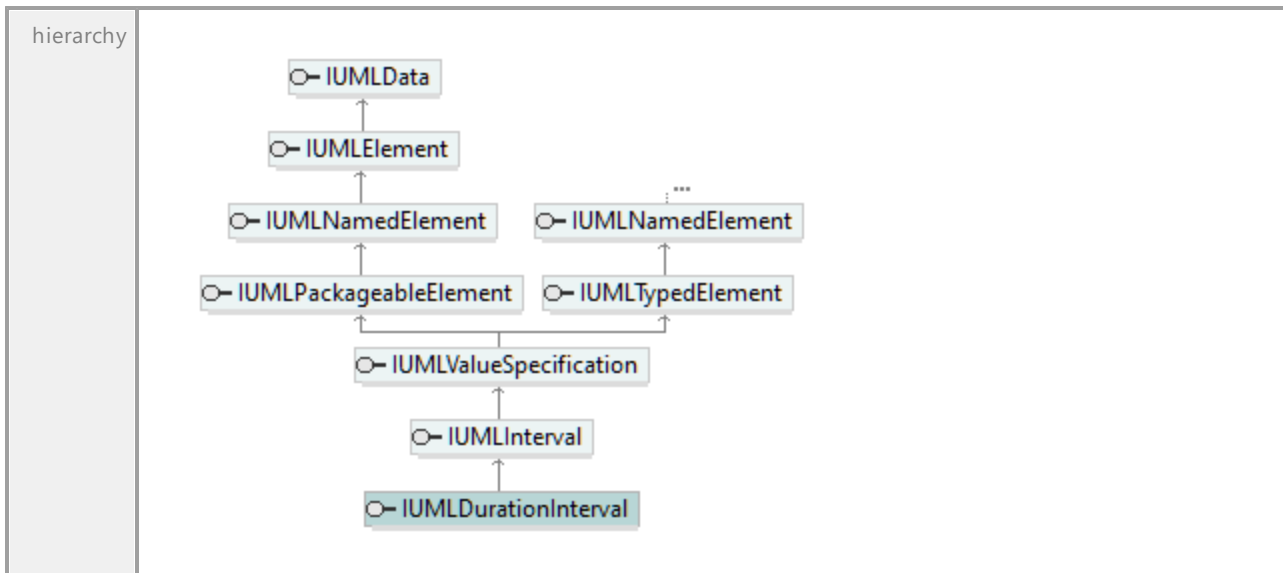 hierarchy
IUMLData
IUMLElement
...
IUMLNamedElement IUMLNamedElement
IUMLPackageableElement IUMLTypedElement
IUMLValueSpecification
IUMLInterval
IUMLDurationInterval